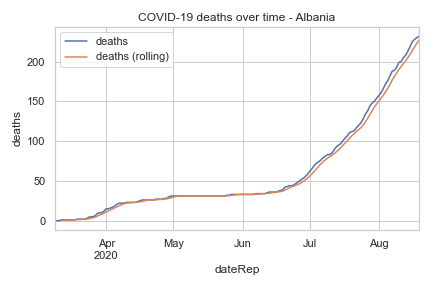 COVID-19 deaths over time - Albania
deaths
deaths (rolling)
200
150
100
50
0
deaths
Apr
2020
May
Jun
Jul
Aug
dateRep